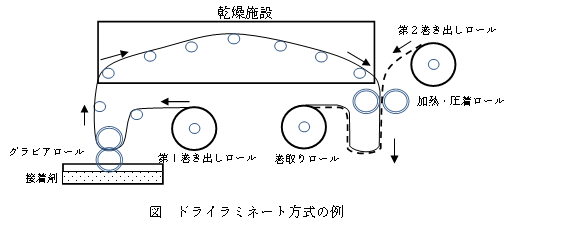 乾燥施設
第２巻き出しロール
加熱・圧着ロール
グラビアロール
第１巻き出しロール
巻取りロール
接着剤
図　ドライラミネート方式の例